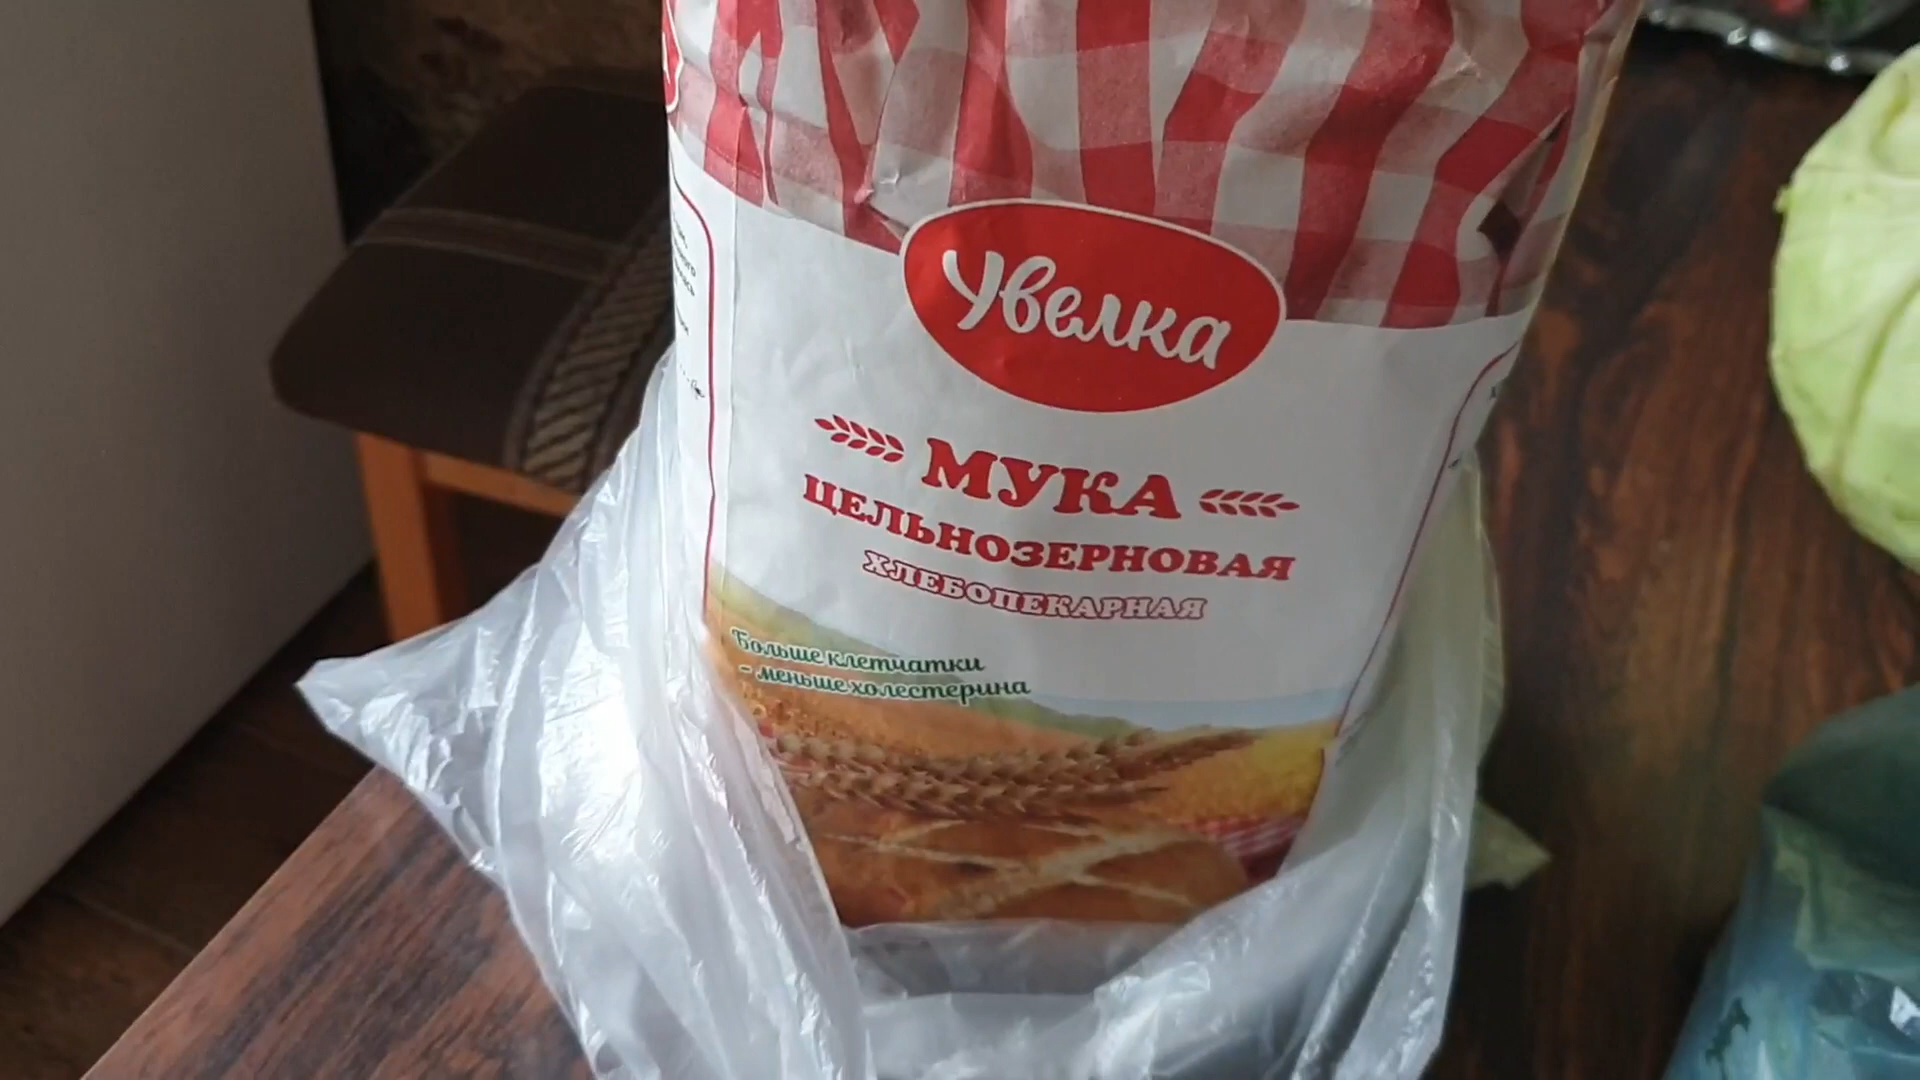 Увелка
МУКА
ЦЕЛЬНОЗЕРНОВАЯ
ХЛЕБОПЕКАРНАЯ
Больше клетчатки
- меньше холестерина